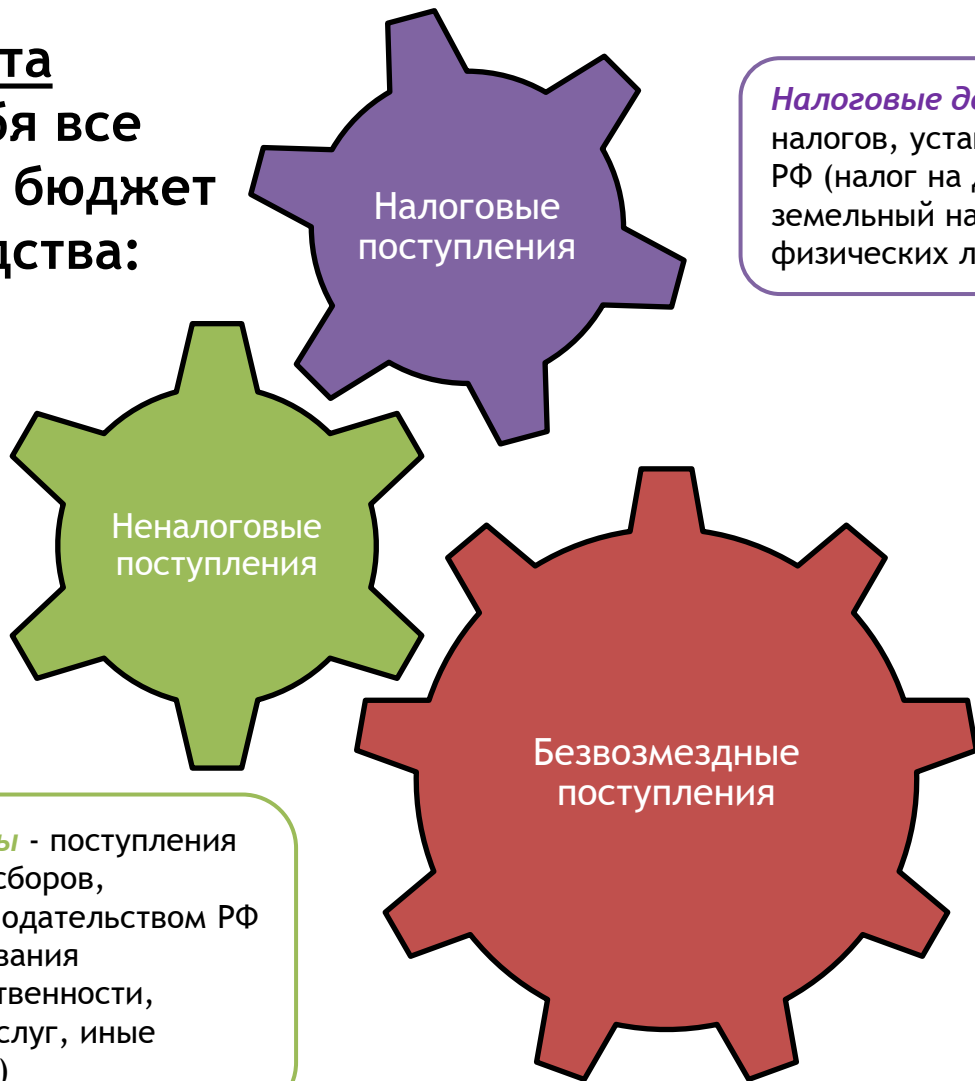 та
бя все
бюджет
дства:
Налоговые
поступления
Налоговые до
налогов, уста
РФ (налог на д
земельный на
физических л
Неналоговые
поступления
Безвозмездные
поступления
ы - поступления
сборов,
одательством РФ
вания
твенности,
слуг, иные
)